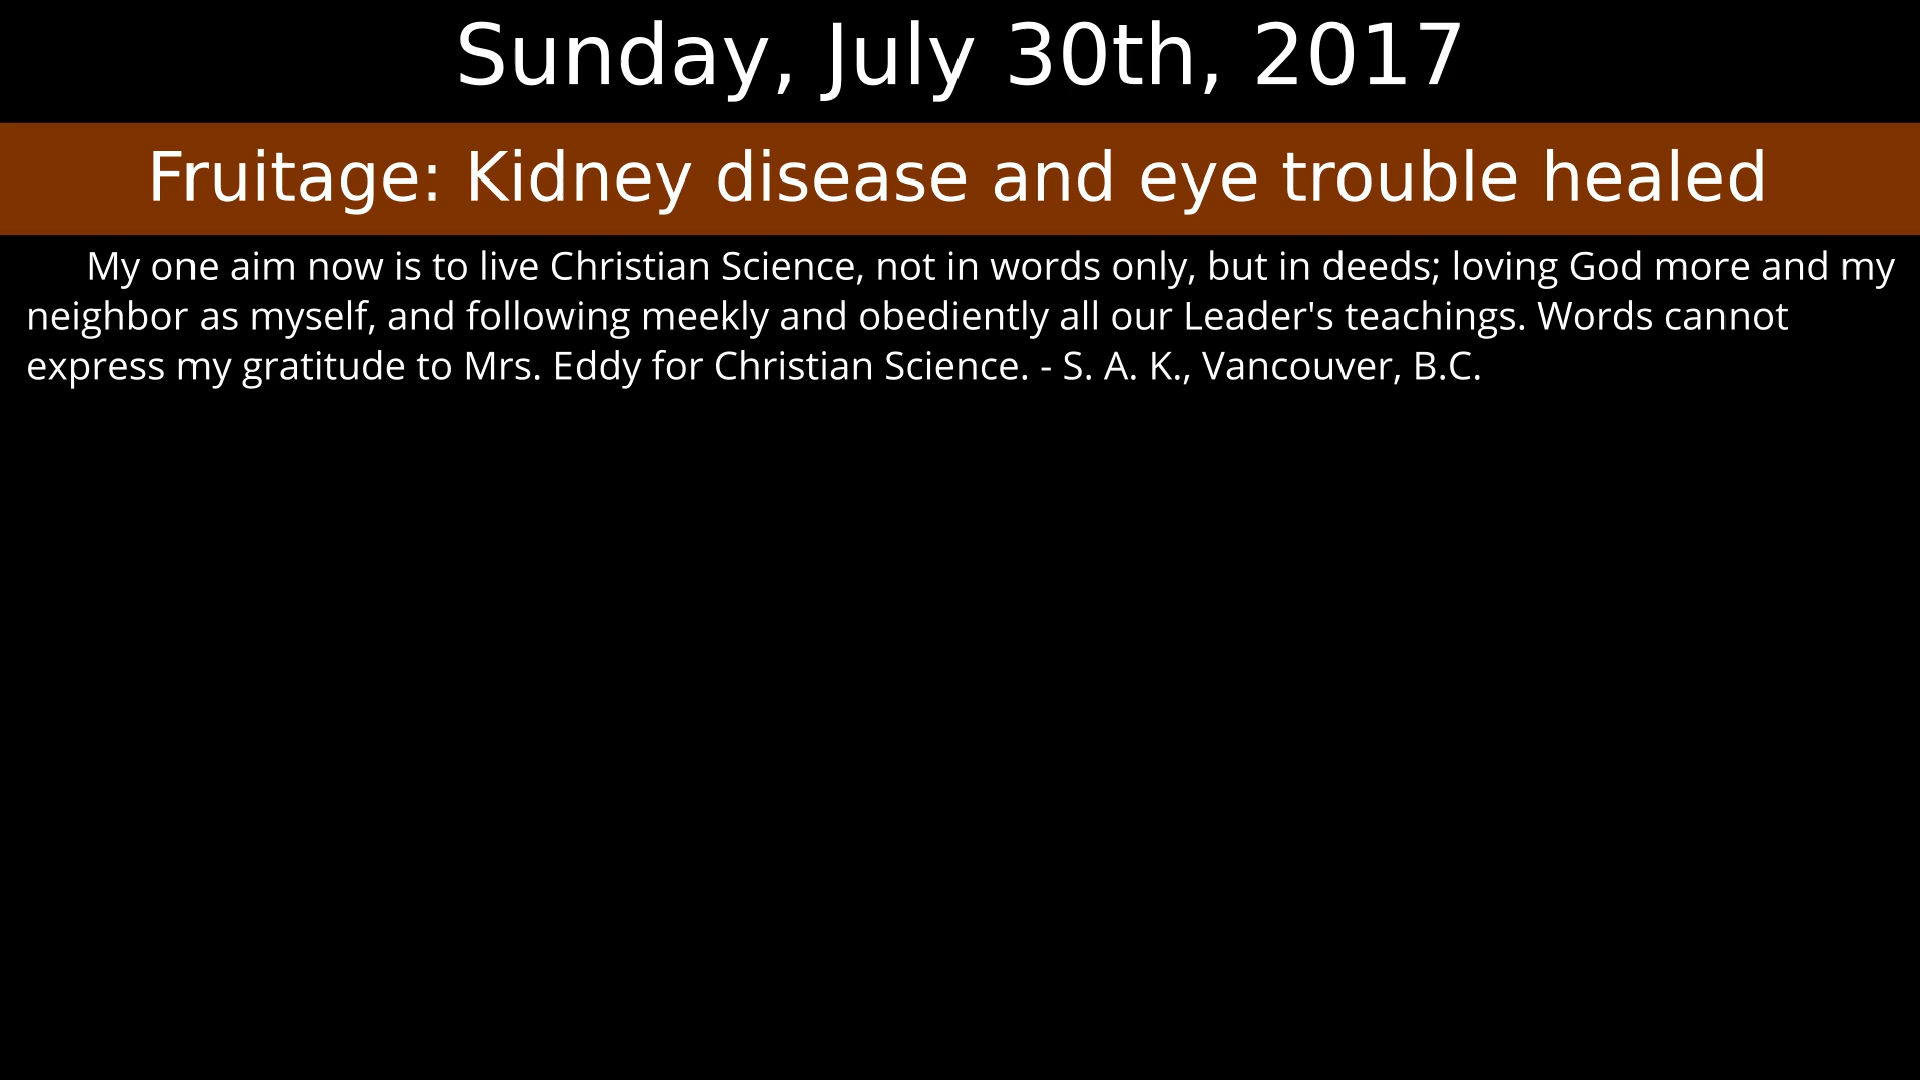 Sunday, July 30th, 2017
Fruitage: Kidney disease and eye trouble healed
My one aim now is to live Christian Science, not in words only, but in deeds; loving God more and my
neighbor as myself, and following meekly and obediently all our Leader's teachings. Words cannot
express my gratitude to Mrs. Eddy for Christian Science. - S. A. K., Vancouver, B.C.